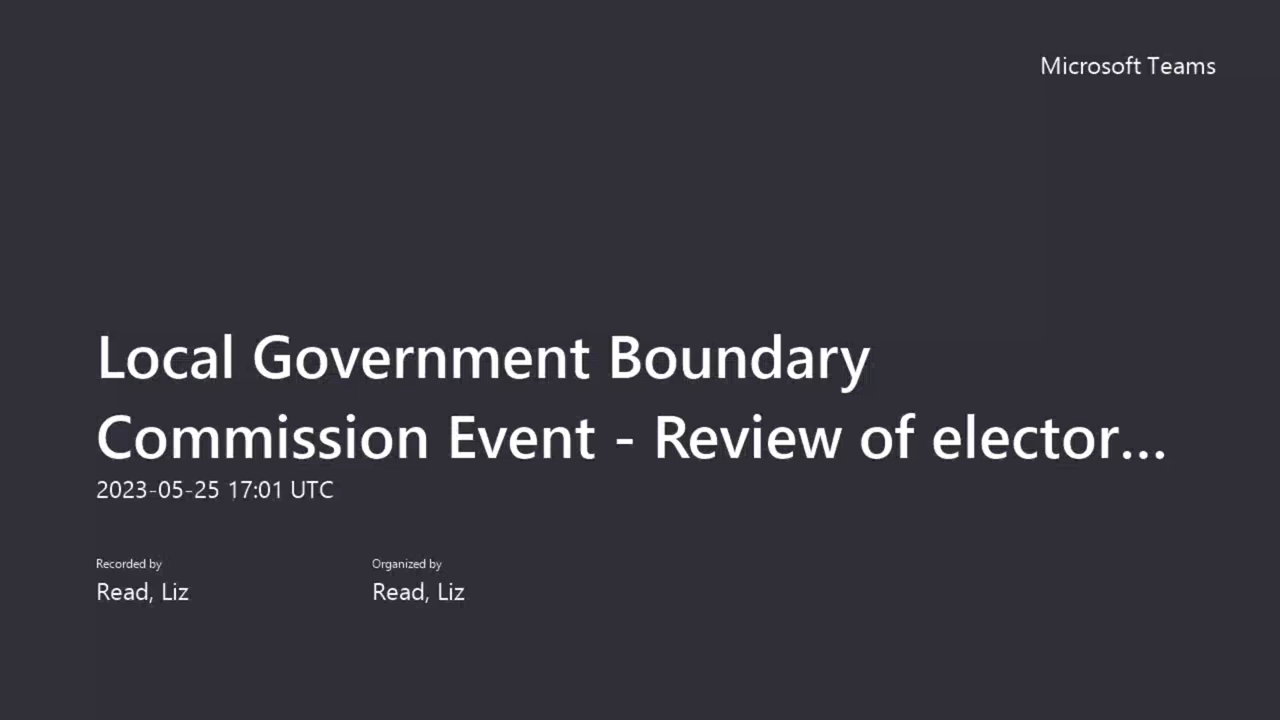 Microsoft Teams
Local Government Boundary
Commission Event - Review of elector...
2023-05-25 17:01 UTC
Recorded by
Organized by
Read, Liz
Read, Liz